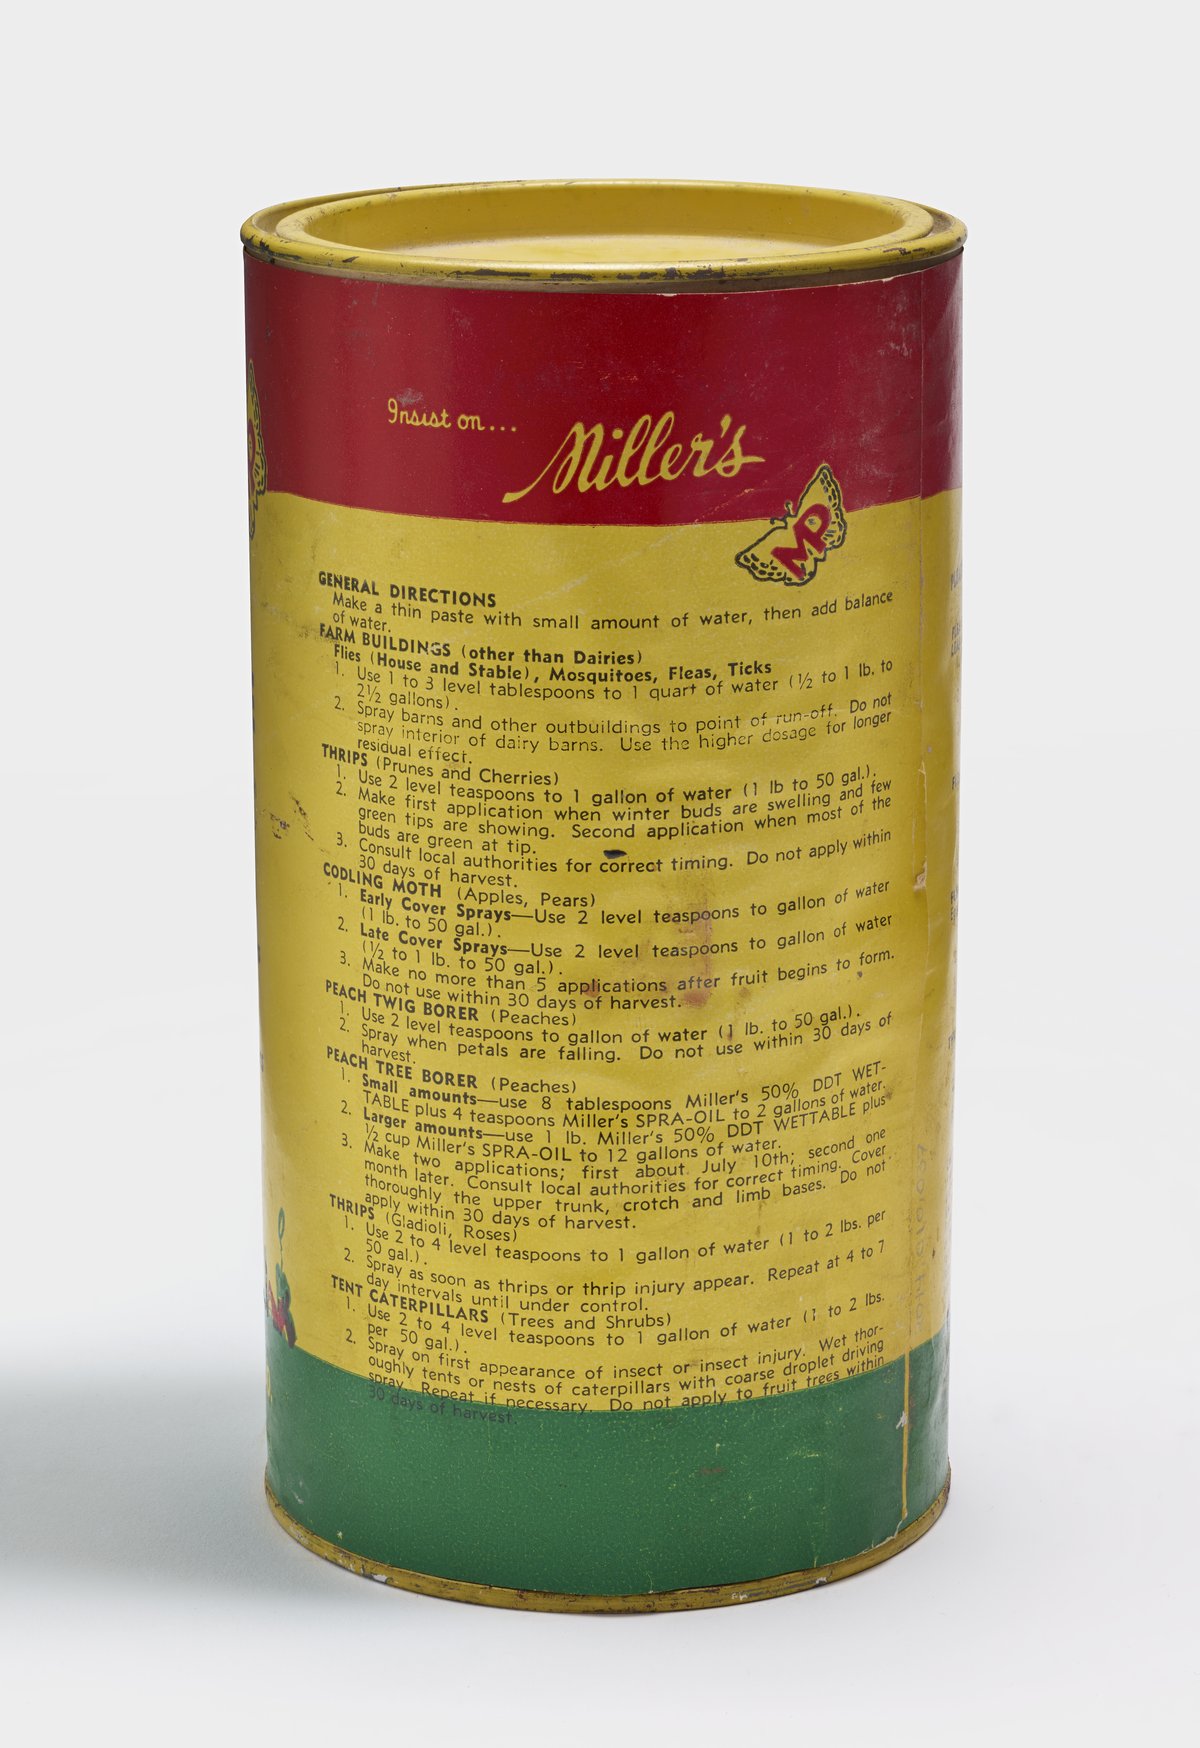 Insist on...
Miller's
MP
GENERAL DIRECTIONS
Make a thin paste with small amount of water, then add balance
of water.
FARM BUILDINGS (other than Dairies)
Flies (House and Stable), Mosquitoes, Fleas, Ticks
1. Use 1 to 3 level tablespoons to 1 quart of water (½ to 1 lb. to
2½ gallons).
2. Spray barns and other outbuildings to point of run-off. Do not
spray interior of dairy barns. Use the higher dosage for longer
residual effect.
THRIPS (Prunes and Cherries)
1. Use 2 level teaspoons to 1 gallon of water (1 lb to 50 gal.).
2. Make first application when winter buds are swelling and few
green tips are showing. Second application when most of the
buds are green at tip.
3. Consult local authorities for correct timing. Do not apply within
30 days of harvest.
CODLING MOTH (Apples, Pears)
1. Early Cover Sprays—Use 2 level teaspoons to gallon of water
(1 lb. to 50 gal.).
2. Late Cover Sprays—Use 2 level teaspoons to gallon of water
(½ to 1 lb. to 50 gal.).
3. Make no more than 5 applications after fruit begins to form.
Do not use within 30 days of harvest.
PEACH TWIG BORER (Peaches)
1. Use 2 level teaspoons to gallon of water (1 lb. to 50 gal.).
2. Spray when petals are falling. Do not use within 30 days of
harvest.
PEACH TREE BORER (Peaches)
1. Small amounts—use 8 tablespoons Miller's 50% DDT WET-
TABLE plus 4 teaspoons Miller's SPRA-OIL to 2 gallons of water.
2. Larger amounts—use 1 lb. Miller's 50% DDT WETTABLE plus
½ cup Miller's SPRA-OIL to 12 gallons of water.
3. Make two applications; first about July 10th; second one
month later. Consult local authorities for correct timing. Cover
thoroughly the upper trunk, crotch and limb bases. Do not
apply within 30 days of harvest.
THRIPS (Gladioli, Roses)
1. Use 2 to 4 level teaspoons to 1 gallon of water (1 to 2 lbs. per
50 gal.).
2. Spray as soon as thrips or thrip injury appear. Repeat at 4 to 7
day intervals until under control.
TENT CATERPILLARS (Trees and Shrubs)
1. Use 2 to 4 level teaspoons to 1 gallon of water (1 to 2 lbs.
per 50 gal.).
2. Spray on first appearance of insect or insect injury. Wet thor-
oughly tents or nests of caterpillars with coarse droplet driving
spray. Repeat if necessary. Do not apply to fruit trees within
30 days of harvest.